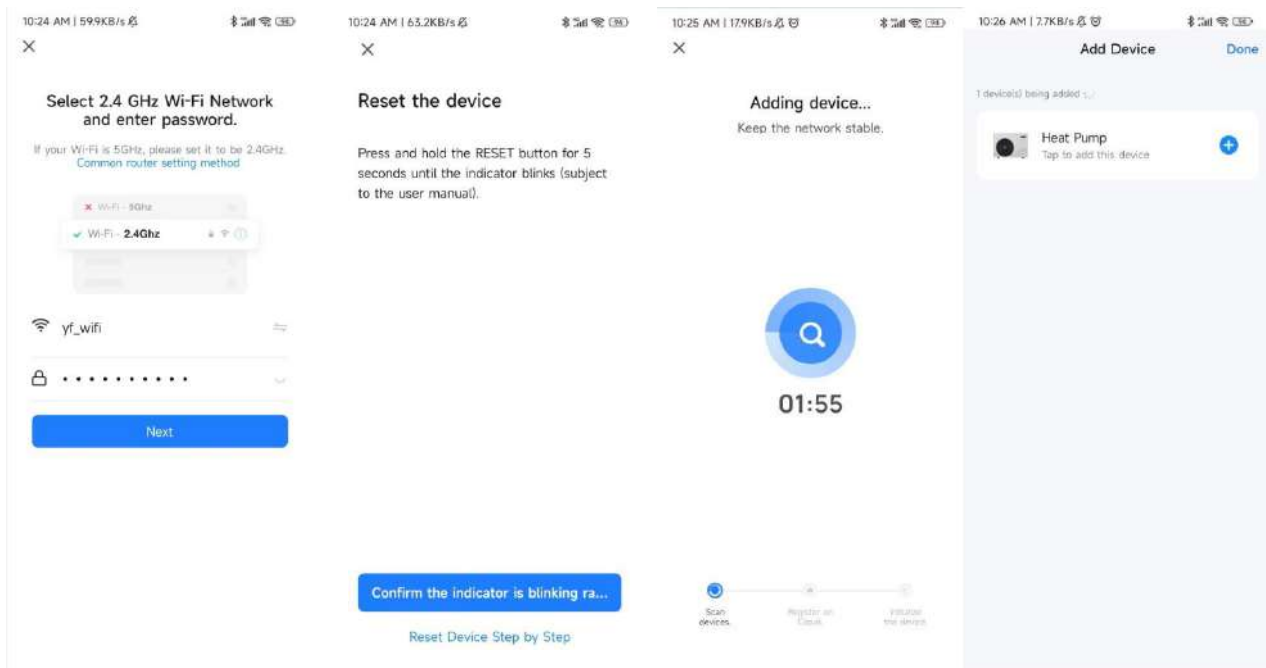 10:24 AM | 59.9KB/s
Select 2.4 GHz Wi-Fi Network
and enter password.
If your Wi-Fi is 5GHz, please set it to be 2.4GHz.
Common router setting method
Wi-Fi - 5Ghz
Wi-Fi - 2.4Ghz
yf_wifi
Next
10:24 AM | 63.2KB/s
Reset the device
Press and hold the RESET button for 5
seconds until the indicator blinks (subject
to the user manual).
Confirm the indicator is blinking ra...
Reset Device Step by Step
10:25 AM | 17.9KB/s
Adding device...
Keep the network stable.
01:55
Scan
devices.
Register on
Cloud.
Initialize
the device.
10:26 AM | 7.7KB/s
Add Device
Done
1 device(s) being added
Heat Pump
Tap to add this device